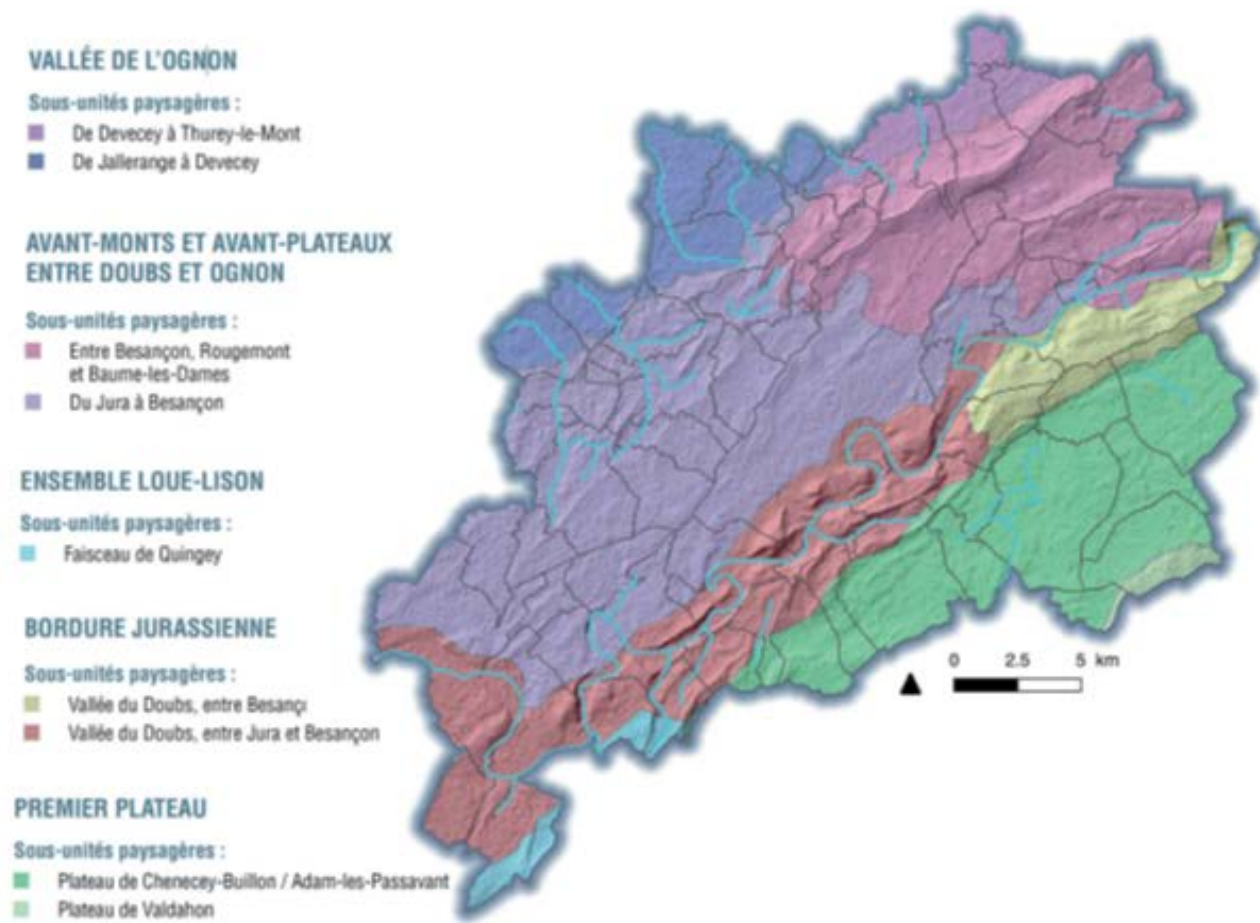 VALLÉE DE L'OGNON
Sous-unités paysagères :
De Devecey à Thurey-le-Mont
De Jallerange à Devecey
AVANT-MONTS ET AVANT-PLATEAUX
ENTRE DOUBS ET OGNON
Sous-unités paysagères :
Entre Besançon, Rougemont
et Baume-les-Dames
Du Jura à Besançon
ENSEMBLE LOUE-LISON
Sous-unités paysagères :
Faisceau de Quingey
BORDURE JURASSIENNE
Sous-unités paysagères :
Vallée du Doubs, entre Besanç
Vallée du Doubs, entre Jura et Besançon
PREMIER PLATEAU
Sous-unités paysagères :
Plateau de Chenecey-Buillon / Adam-les-Passavant
Plateau de Valdahon
0 2.5 5 km